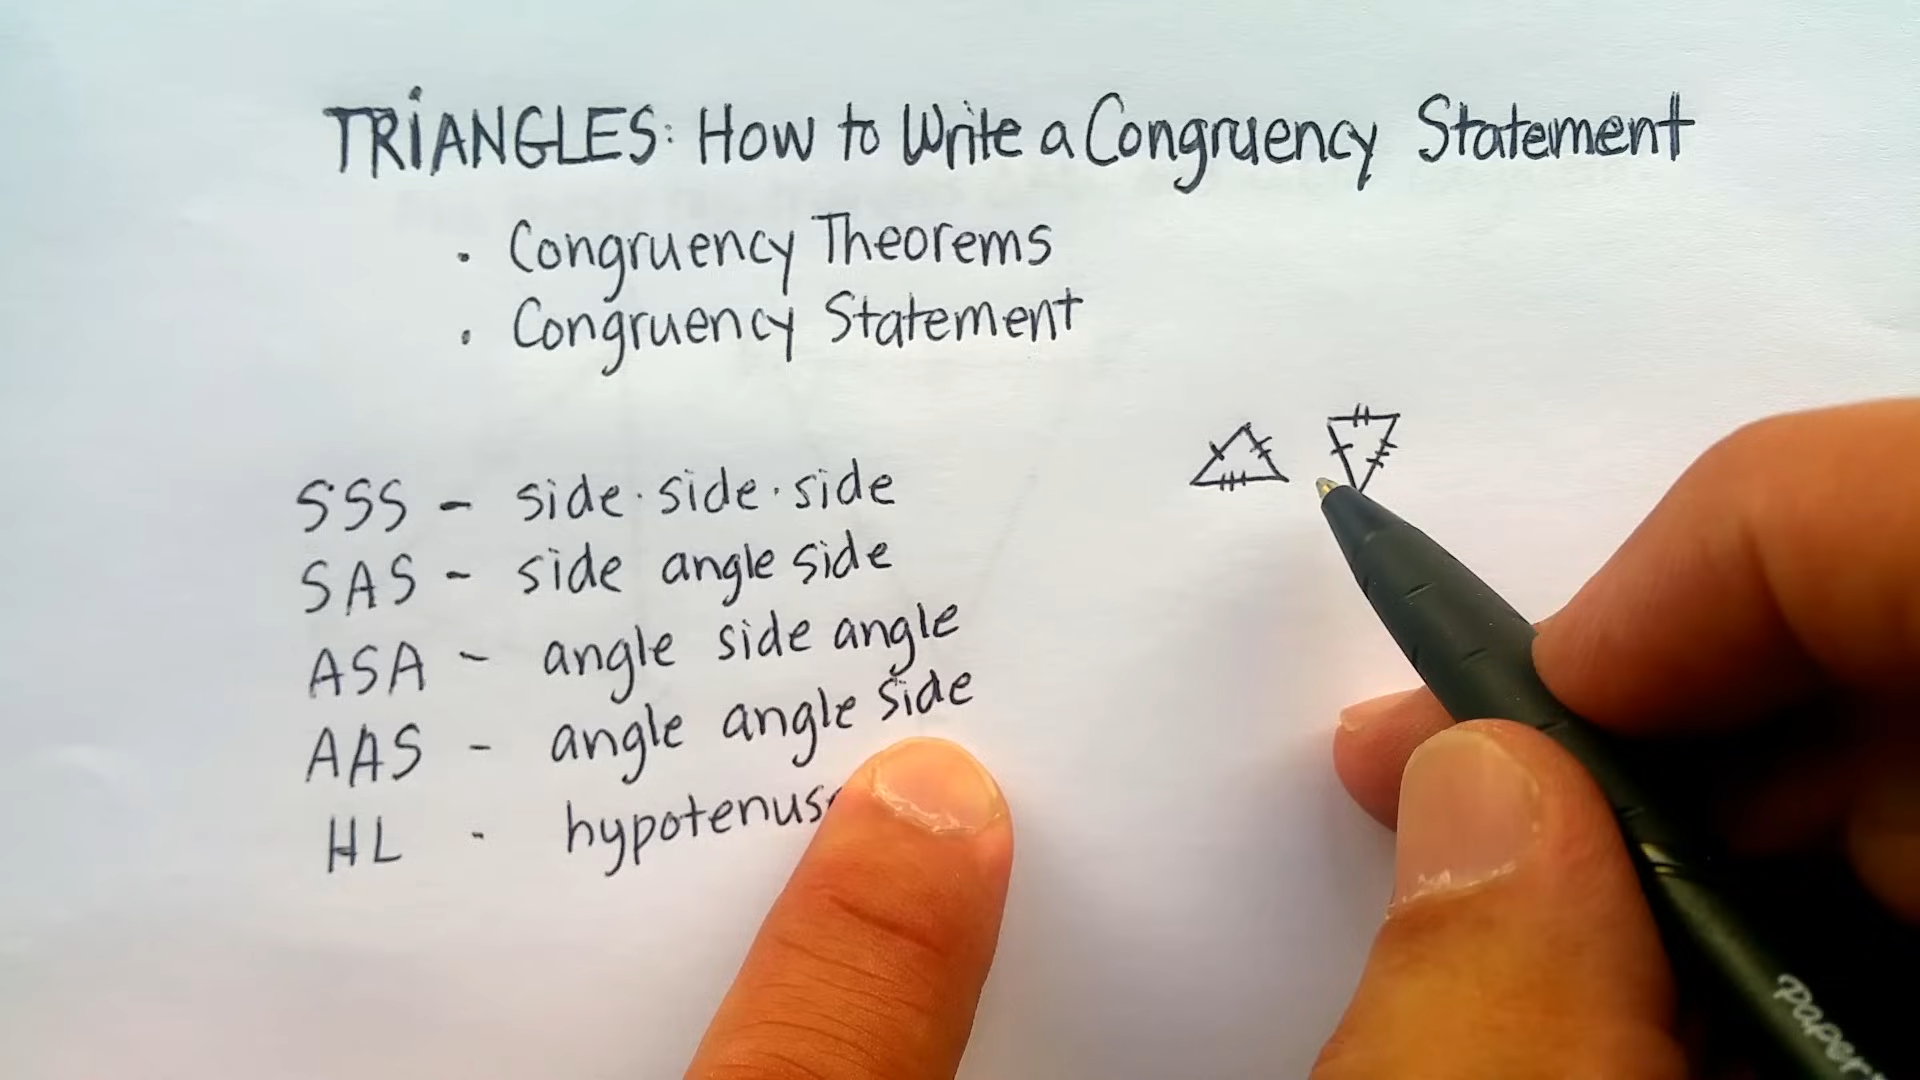 TRiANGLES: How to Write a Congruency Statement
· Congruency Theorems
· Congruency Statement
SSS - side·side·side
SAS - side angle side
ASA - angle side angle
AAS - angle angle side
HL - 
Paper